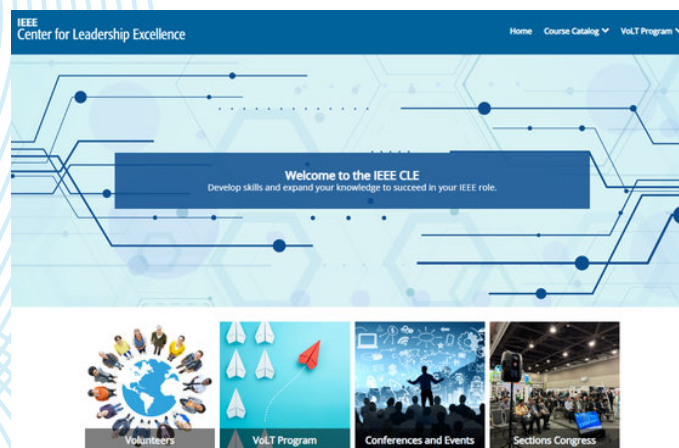 IEEE
Center for Leadership Excellence
Home Course Catalog VoLT Program
Welcome to the IEEE CLE
Develop skills and expand your knowledge to succeed in your IEEE role.
Volunteers
VoLT Program
Conferences and Events
Sections Congress